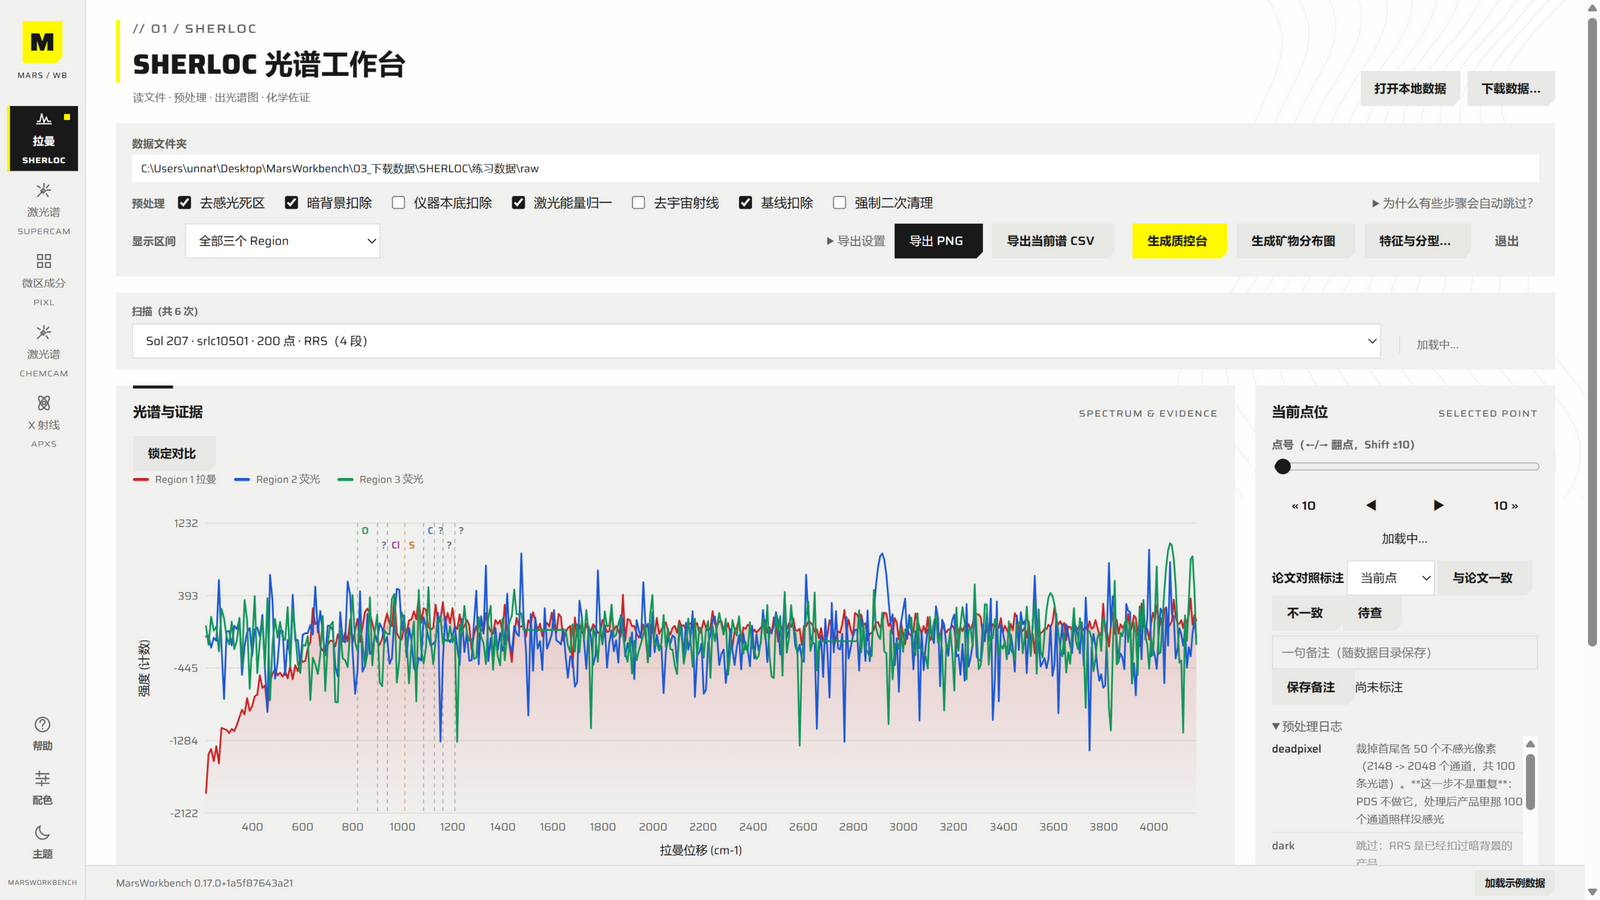 M
MARS / WB
拉曼
SHERLOC
激光谱
SUPERCAM
微区成分
PIXL
激光谱
CHEMCAM
X 射线
APXS
帮助
配色
主题
MARSWORKBENCH
// 01 / SHERLOC
SHERLOC 光谱工作台
读文件 · 预处理 · 出光谱图 · 化学佐证
打开本地数据
下载数据...
数据文件夹
C:\Users\unnat\Desktop\MarsWorkbench\03_下载数据\SHERLOC\练习数据\raw
预处理 去感光死区 暗背景扣除 仪器本底扣除 激光能量归一 去宇宙射线 基线扣除 强制二次清理
▶ 为什么有些步骤会自动跳过?
显示区间 全部三个 Region
▶ 导出设置 导出 PNG 导出当前谱 CSV 生成质控台 生成矿物分布图 特征与分型... 退出
扫描（共 6 次）
Sol 207 · srlc10501 · 200 点 · RRS（4 段）
加载中...
光谱与证据
SPECTRUM & EVIDENCE
锁定对比
Region 1 拉曼 Region 2 荧光 Region 3 荧光
O C ? ?
? Cl S ?
1232
393
-445
-1284
-2122
强度 (计数)
400 600 800 1000 1200 1400 1600 1800 2000 2200 2400 2600 2800 3000 3200 3400 3600 3800 4000
拉曼位移 (cm-1)
当前点位
SELECTED POINT
点号（←/→ 翻点，Shift ±10）
« 10 ◀ ▶ 10 »
加载中...
论文对照标注 当前点 与论文一致
不一致 待查
一句备注（随数据目录保存）
保存备注 尚未标注
▼预处理日志
deadpixel
裁掉首尾各 50 个不感光像素
（2148 -> 2048 个通道，共 100
条光谱）。**这一步不是重复**：
PDS 不做它，处理后产品里那 100
个通道照样没感光
dark
跳过：RRS 是已经扣过暗背景的
产品
MarsWorkbench 0.17.0+1a5f87643a21
加载示例数据